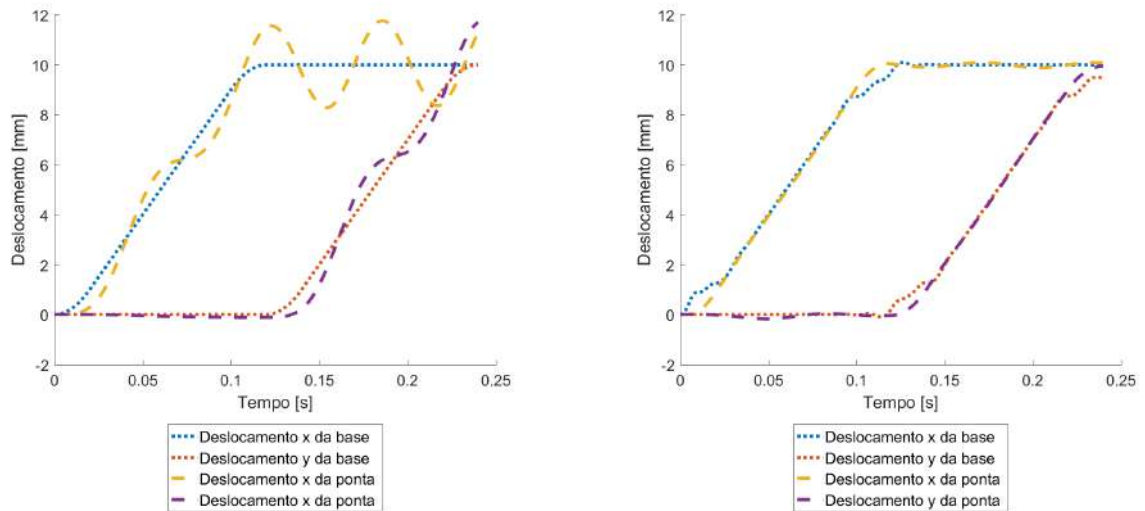 12
10
8
6
4
2
0
-2
Deslocamento [mm]
0
0.05
0.1
0.15
0.2
0.25
Tempo [s]
Deslocamento x da base
Deslocamento y da base
Deslocamento x da ponta
Deslocamento x da ponta
12
10
8
6
4
2
0
-2
Deslocamento [mm]
0
0.05
0.1
0.15
0.2
0.25
Tempo [s]
Deslocamento x da base
Deslocamento y da base
Deslocamento x da ponta
Deslocamento y da ponta